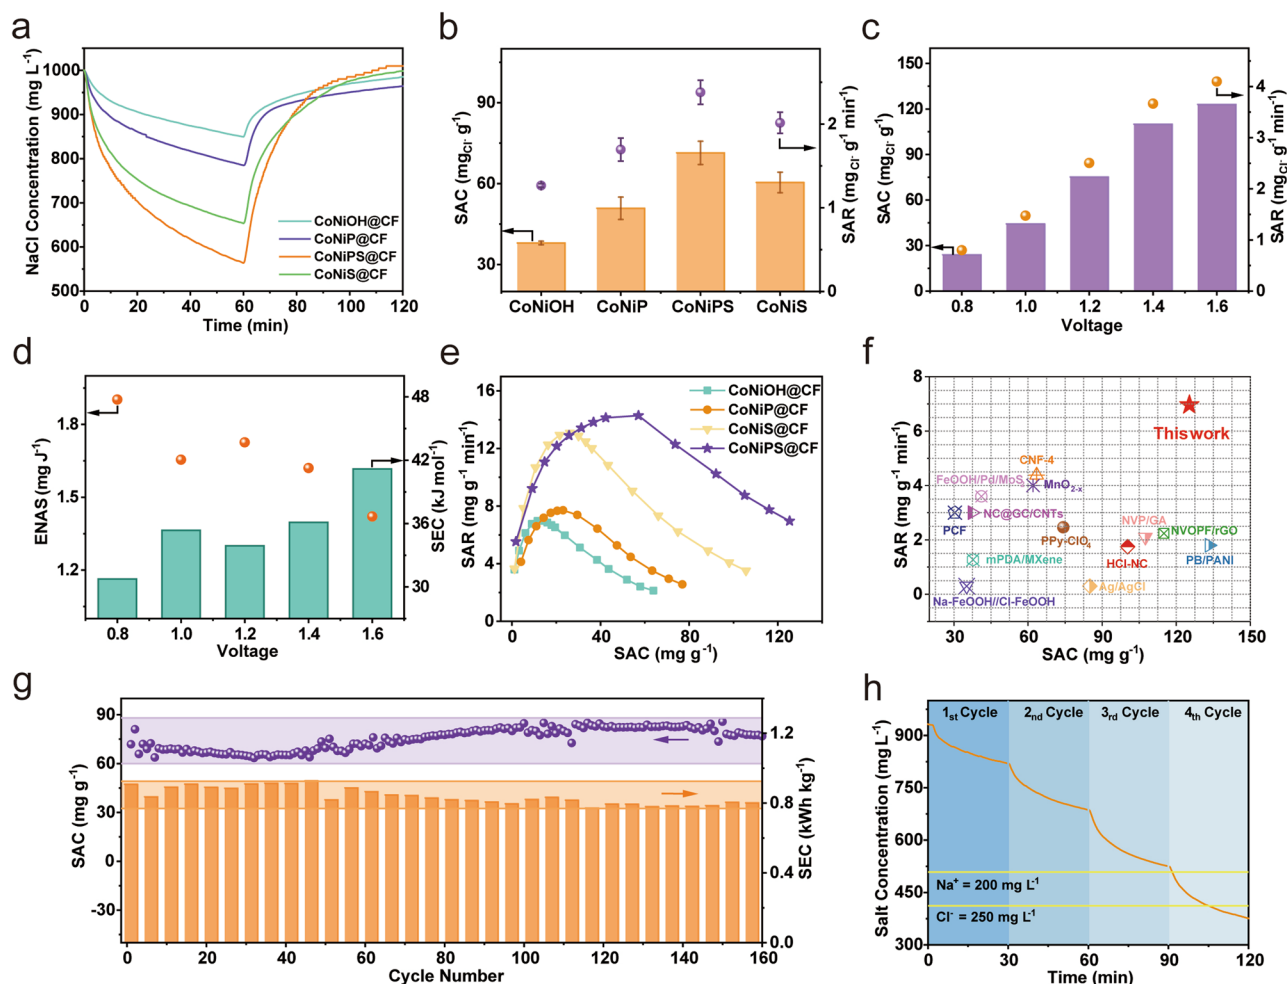 a
NaCl Concentration (mg L-1)
1000
900
800
700
600
500
0 20 40 60 80 100 120
Time (min)
CoNiOH@CF
CoNiP@CF
CoNiPS@CF
CoNiS@CF
b
SAC (mgCl- g-1)
90
60
30
CoNiOH CoNiP CoNiPS CoNiS
2
1
0
SAR (mgCl- g-1 min-1)
c
SAC (mgCl- g-1)
150
120
90
60
30
0
0.8 1.0 1.2 1.4 1.6
Voltage
4
3
2
1
0
SAR (mgCl- g-1 min-1)
d
ENAS (mg J-1)
1.8
1.5
1.2
0.8 1.0 1.2 1.4 1.6
Voltage
48
42
36
30
SEC (kJ mol-1)
e
SAR (mg g-1 min-1)
16
12
8
4
0
0 40 80 120
SAC (mg g-1)
CoNiOH@CF
CoNiP@CF
CoNiS@CF
CoNiPS@CF
f
SAR (mg g-1 min-1)
8
6
4
2
0
30 60 90 120 150
SAC (mg g-1)
Thiswork
CNF-4
FeOOH/Pd/MoS2
MnO2-x
NC@GC/CNTs
PCF
PPy-ClO4
NVP/GA
NVOPF/rGO
mPDA/MXene
HCl-NC
PB/PANI
Na-FeOOH//Cl-FeOOH
Ag/AgCl
g
SAC (mg g-1)
90
60
30
0
-30
0 20 40 60 80 100 120 140 160
Cycle Number
1.2
0.8
0.4
0.0
SEC (kWh kg-1)
h
Salt Concentration (mg L-1)
900
750
600
450
300
0 30 60 90 120
Time (min)
1st Cycle
2nd Cycle
3rd Cycle
4th Cycle
Na+ = 200 mg L-1
Cl- = 250 mg L-1